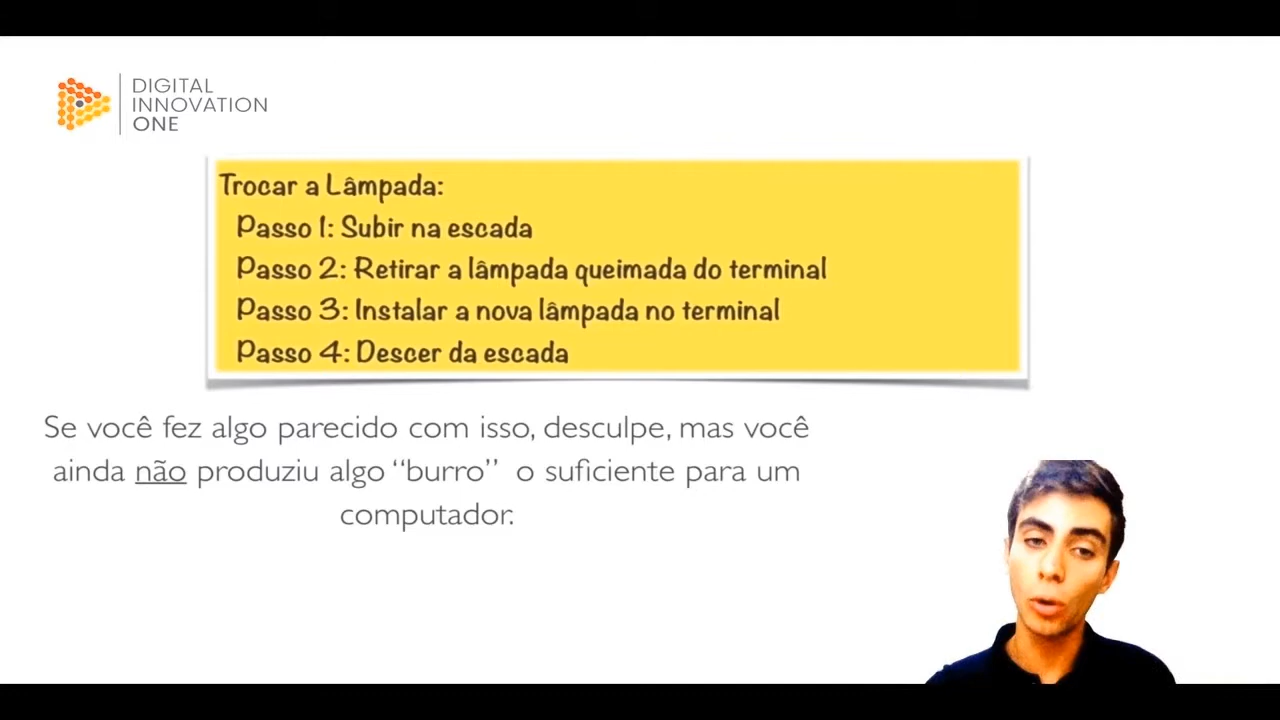 DIGITAL
INNOVATION
ONE
Trocar a Lâmpada:
Passo 1: Subir na escada
Passo 2: Retirar a lâmpada queimada do terminal
Passo 3: Instalar a nova lâmpada no terminal
Passo 4: Descer da escada
Se você fez algo parecido com isso, desculpe, mas você
ainda não produziu algo “burro” o suficiente para um
computador.